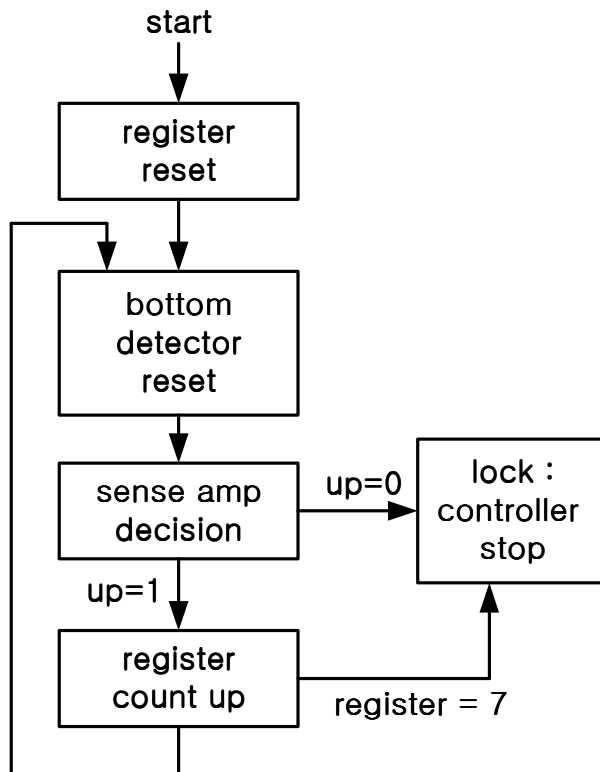 start
register
reset
bottom
detector
reset
sense amp
decision
up=0
lock :
controller
stop
up=1
register
count up
register = 7